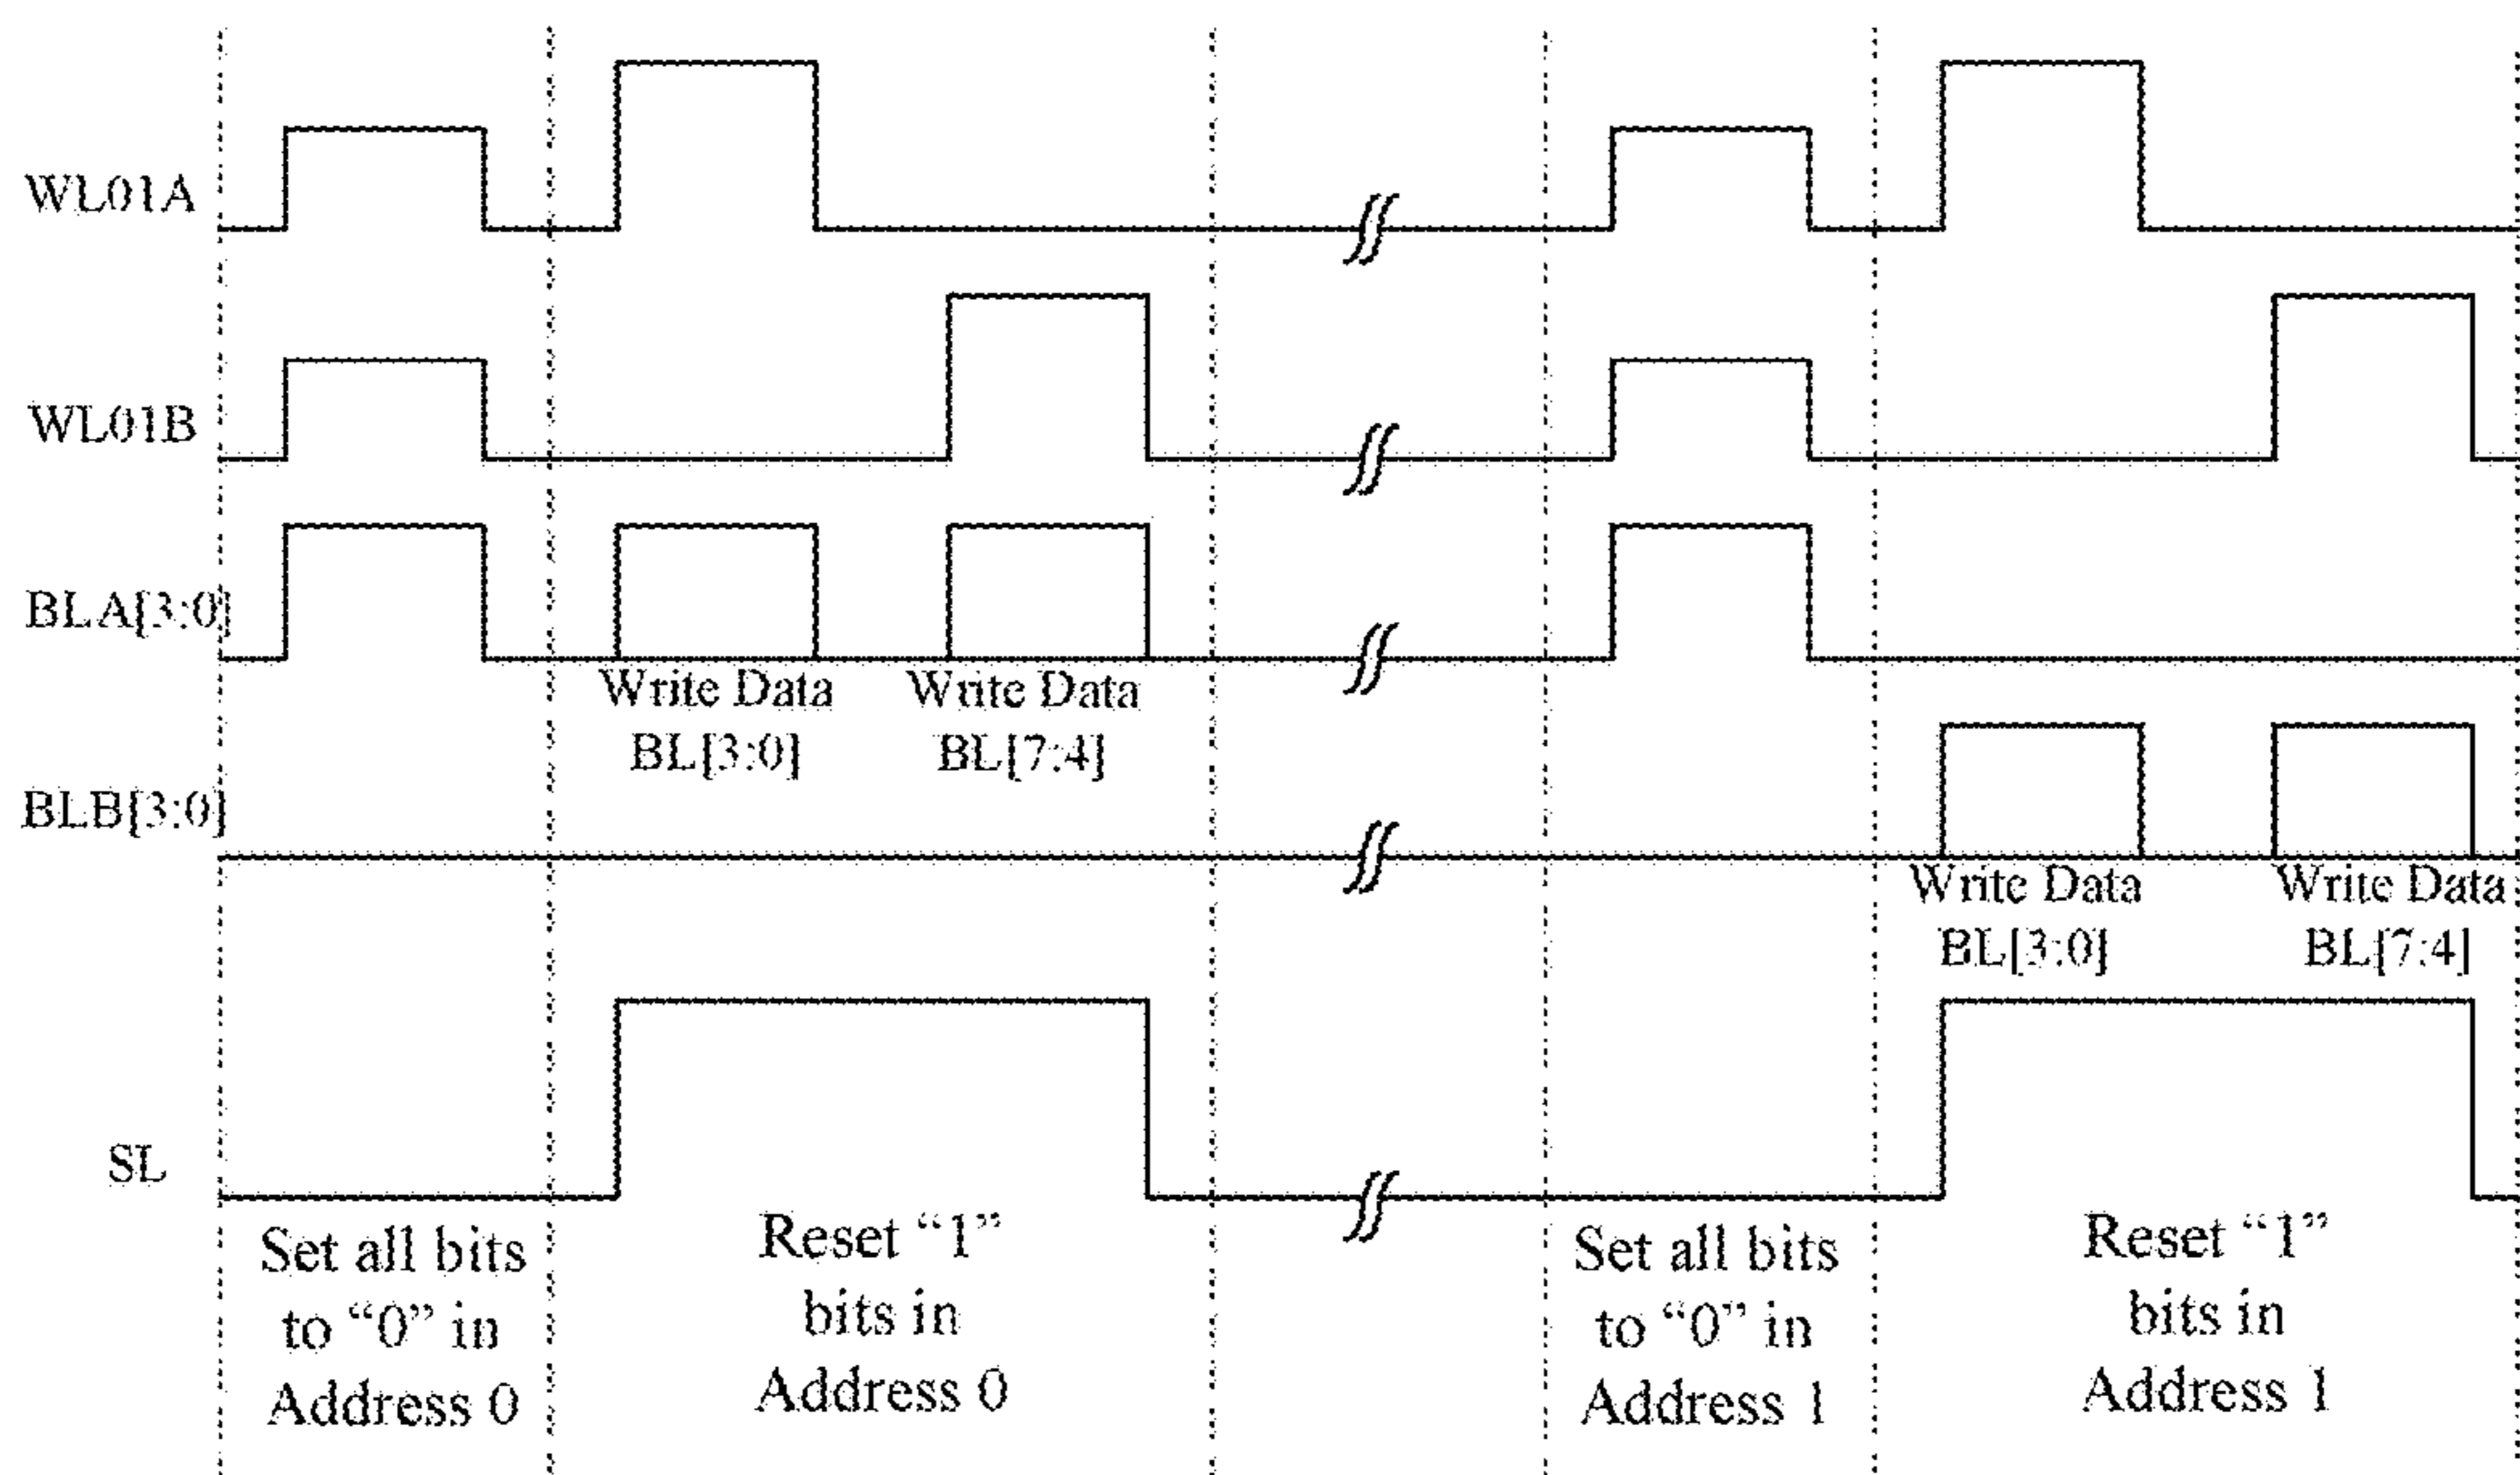 WL01A
WL01B
BLA[3:0]
Write Data
BL[3:0]
Write Data
BL[7:4]
BLB[3:0]
Write Data
BL[3:0]
Write Data
BL[7:4]
SL
Set all bits
to “0” in
Address 0
Reset “1”
bits in
Address 0
Set all bits
to “0” in
Address 1
Reset “1”
bits in
Address 1